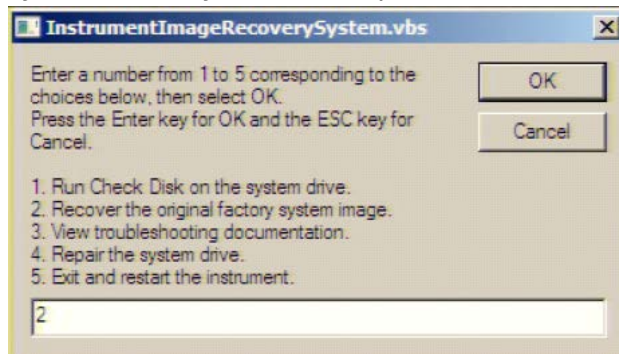 InstrumentImageRecoverySystem.vbs
Enter a number from 1 to 5 corresponding to the
choices below, then select OK.
Press the Enter key for OK and the ESC key for
Cancel.
OK
Cancel
1. Run Check Disk on the system drive.
2. Recover the original factory system image.
3. View troubleshooting documentation.
4. Repair the system drive.
5. Exit and restart the instrument.
2